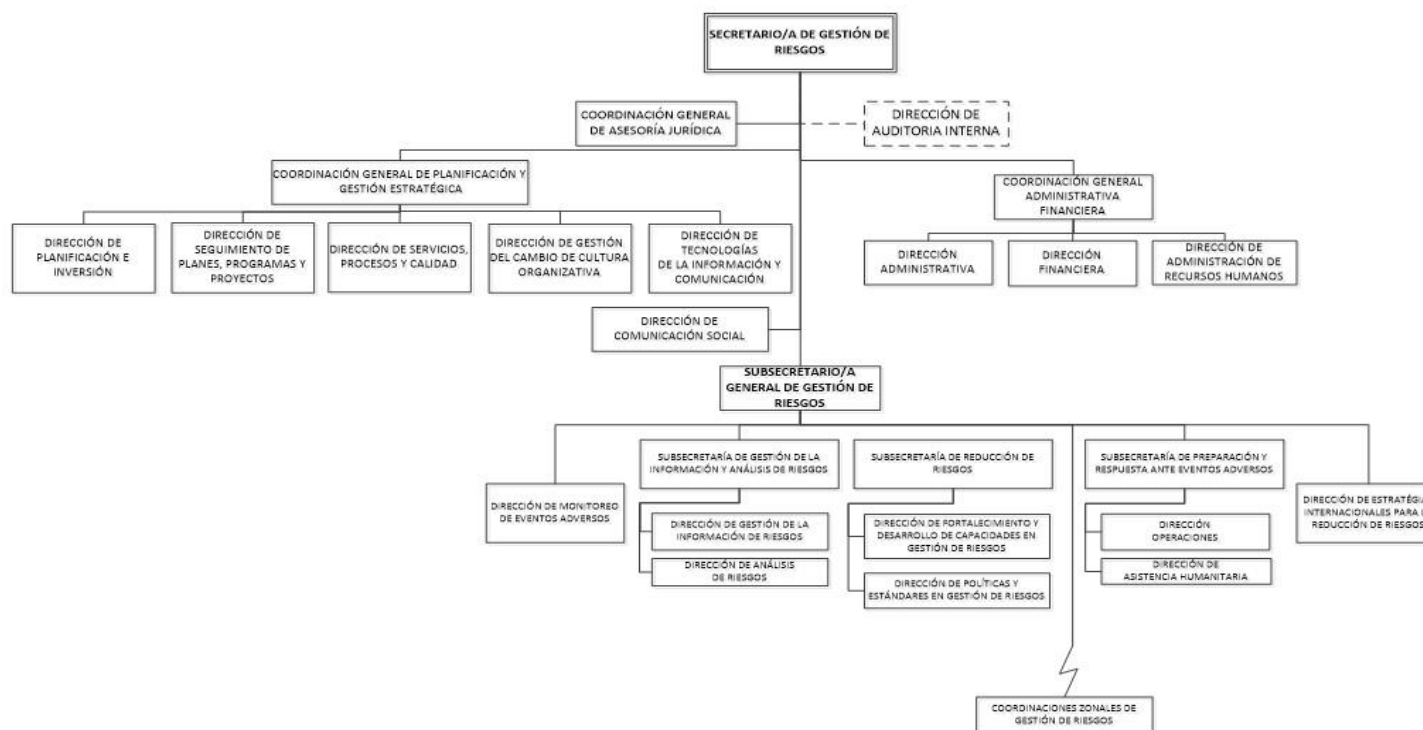 SECRETARIO/A DE GESTIÓN DE
RIESGOS
COORDINACIÓN GENERAL
DE ASESORÍA JURÍDICA
DIRECCIÓN DE
AUDITORIA INTERNA
COORDINACIÓN GENERAL DE PLANIFICACIÓN Y
GESTIÓN ESTRATÉGICA
COORDINACIÓN GENERAL
ADMINISTRATIVA
FINANCIERA
DIRECCIÓN DE
PLANIFICACIÓN E
INVERSIÓN
DIRECCIÓN DE
SEGUIMIENTO DE
PLANES, PROGRAMAS Y
PROYECTOS
DIRECCIÓN DE SERVICIOS,
PROCESOS Y CALIDAD
DIRECCIÓN DE GESTIÓN
DEL CAMBIO DE CULTURA
ORGANIZATIVA
DIRECCIÓN DE
TECNOLOGÍAS
DE LA INFORMACIÓN Y
COMUNICACIÓN
DIRECCIÓN
ADMINISTRATIVA
DIRECCIÓN
FINANCIERA
DIRECCIÓN DE
ADMINISTRACIÓN DE
RECURSOS HUMANOS
DIRECCIÓN DE
COMUNICACIÓN SOCIAL
SUBSECRETARIO/A
GENERAL DE GESTIÓN DE
RIESGOS
SUBSECRETARÍA DE GESTIÓN DE LA
INFORMACIÓN Y ANÁLISIS DE RIESGOS
SUBSECRETARÍA DE REDUCCIÓN DE
RIESGOS
SUBSECRETARÍA DE PREPARACIÓN Y
RESPUESTA ANTE EVENTOS ADVERSOS
DIRECCIÓN DE MONITOREO
DE EVENTOS ADVERSOS
DIRECCIÓN DE ESTRATÉGIA
INTERNACIONALES PARA L
REDUCCIÓN DE RIESGOS
DIRECCIÓN DE GESTIÓN DE LA
INFORMACIÓN DE RIESGOS
DIRECCIÓN DE ANÁLISIS
DE RIESGOS
DIRECCIÓN DE FORTALECIMIENTO Y
DESARROLLO DE CAPACIDADES EN
GESTIÓN DE RIESGOS
DIRECCIÓN DE POLÍTICAS Y
ESTÁNDARES EN GESTIÓN DE RIESGOS
DIRECCIÓN
OPERACIONES
DIRECCIÓN DE
ASISTENCIA HUMANITARIA
COORDINACIONES ZONALES DE
GESTIÓN DE RIESGOS